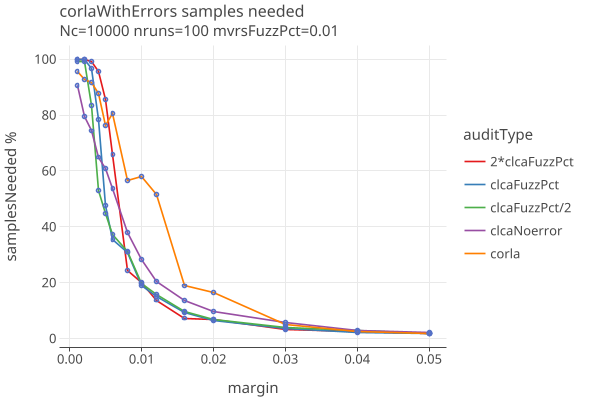 corlaWithErrors samples needed
Nc=10000 nruns=100 mvrsFuzzPct=0.01
samplesNeeded %
100
80
60
40
20
0
0.00
0.01
0.02
0.03
0.04
0.05
margin
auditType
2*clcaFuzzPct
clcaFuzzPct
clcaFuzzPct/2
clcaNoerror
corla